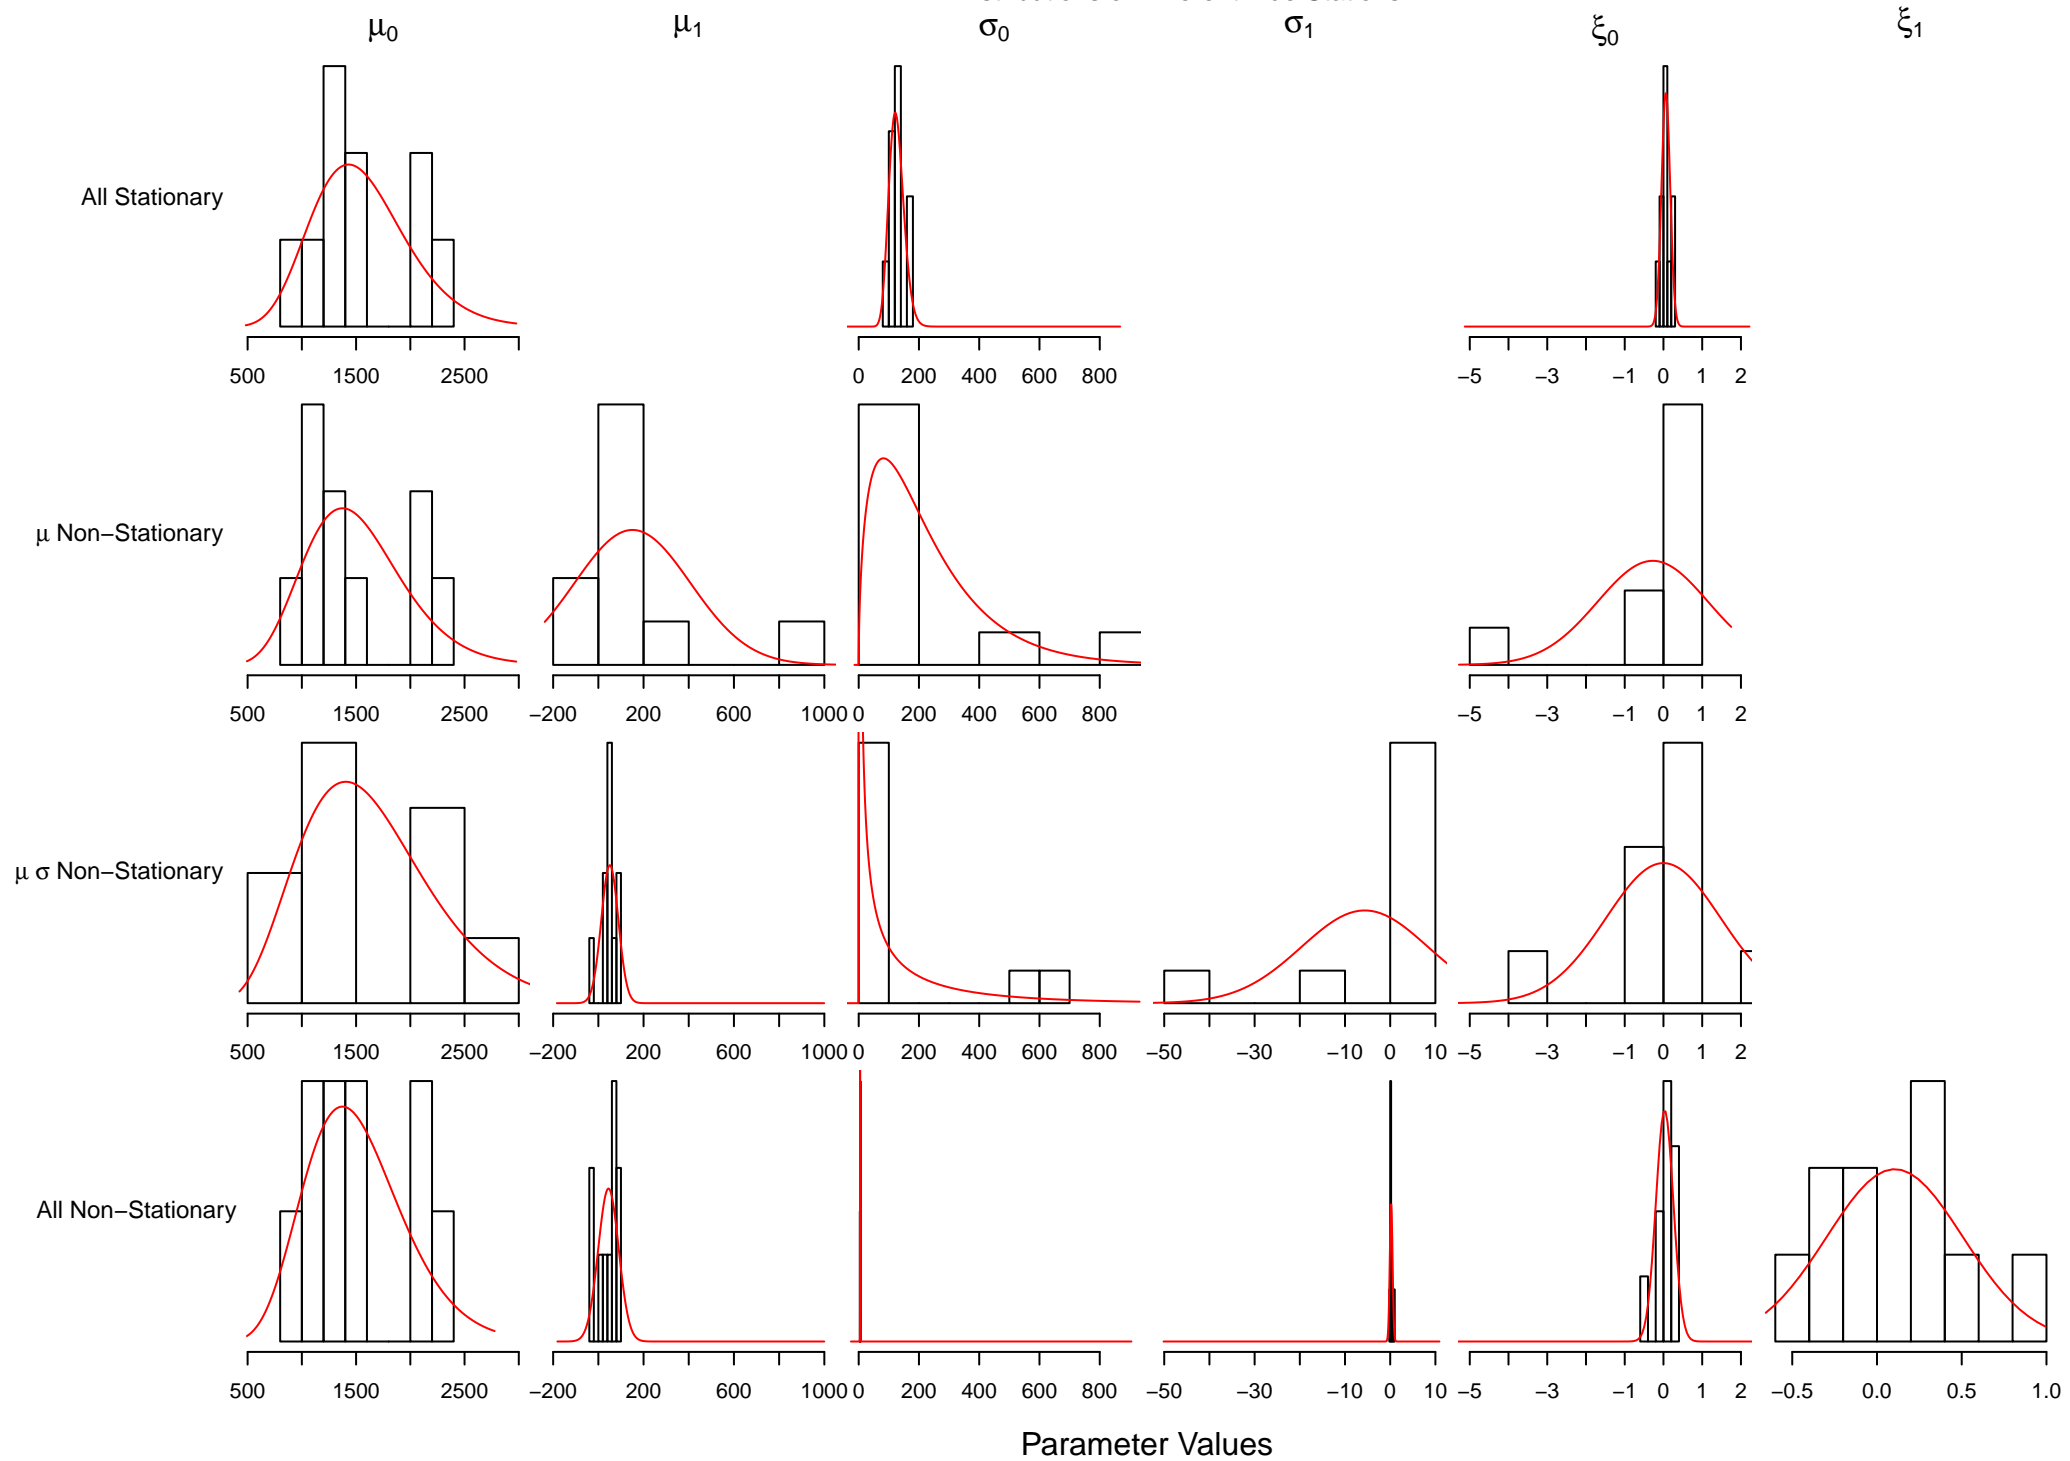 μ0 μ1 σ0 σ1 ξ0 ξ1
All Stationary
500 1500 2500 0 200 400 600 800 −5 −3 −1 0 1 2
μ Non−Stationary
500 1500 2500 −200 200 600 1000 0 200 400 600 800 −5 −3 −1 0 1 2
μ σ Non−Stationary
500 1500 2500 −200 200 600 1000 0 200 400 600 800 −50 −30 −10 0 10 −5 −3 −1 0 1 2
All Non−Stationary
500 1500 2500 −200 200 600 1000 0 200 400 600 800 −50 −30 −10 0 10 −5 −3 −1 0 1 2 −0.5 0.0 0.5 1.0
Parameter Values